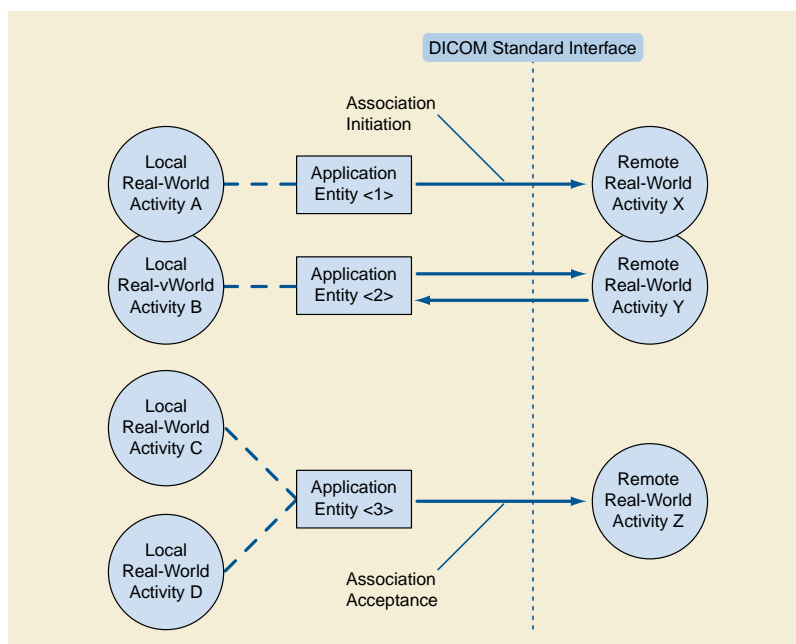 DICOM Standard Interface
Association
Initiation
Local
Real-World
Activity A
Application
Entity <1>
Remote
Real-World
Activity X
Local
Real-vWorld
Activity B
Application
Entity <2>
Remote
Real-World
Activity Y
Local
Real-World
Activity C
Application
Entity <3>
Remote
Real-World
Activity Z
Local
Real-World
Activity D
Association
Acceptance